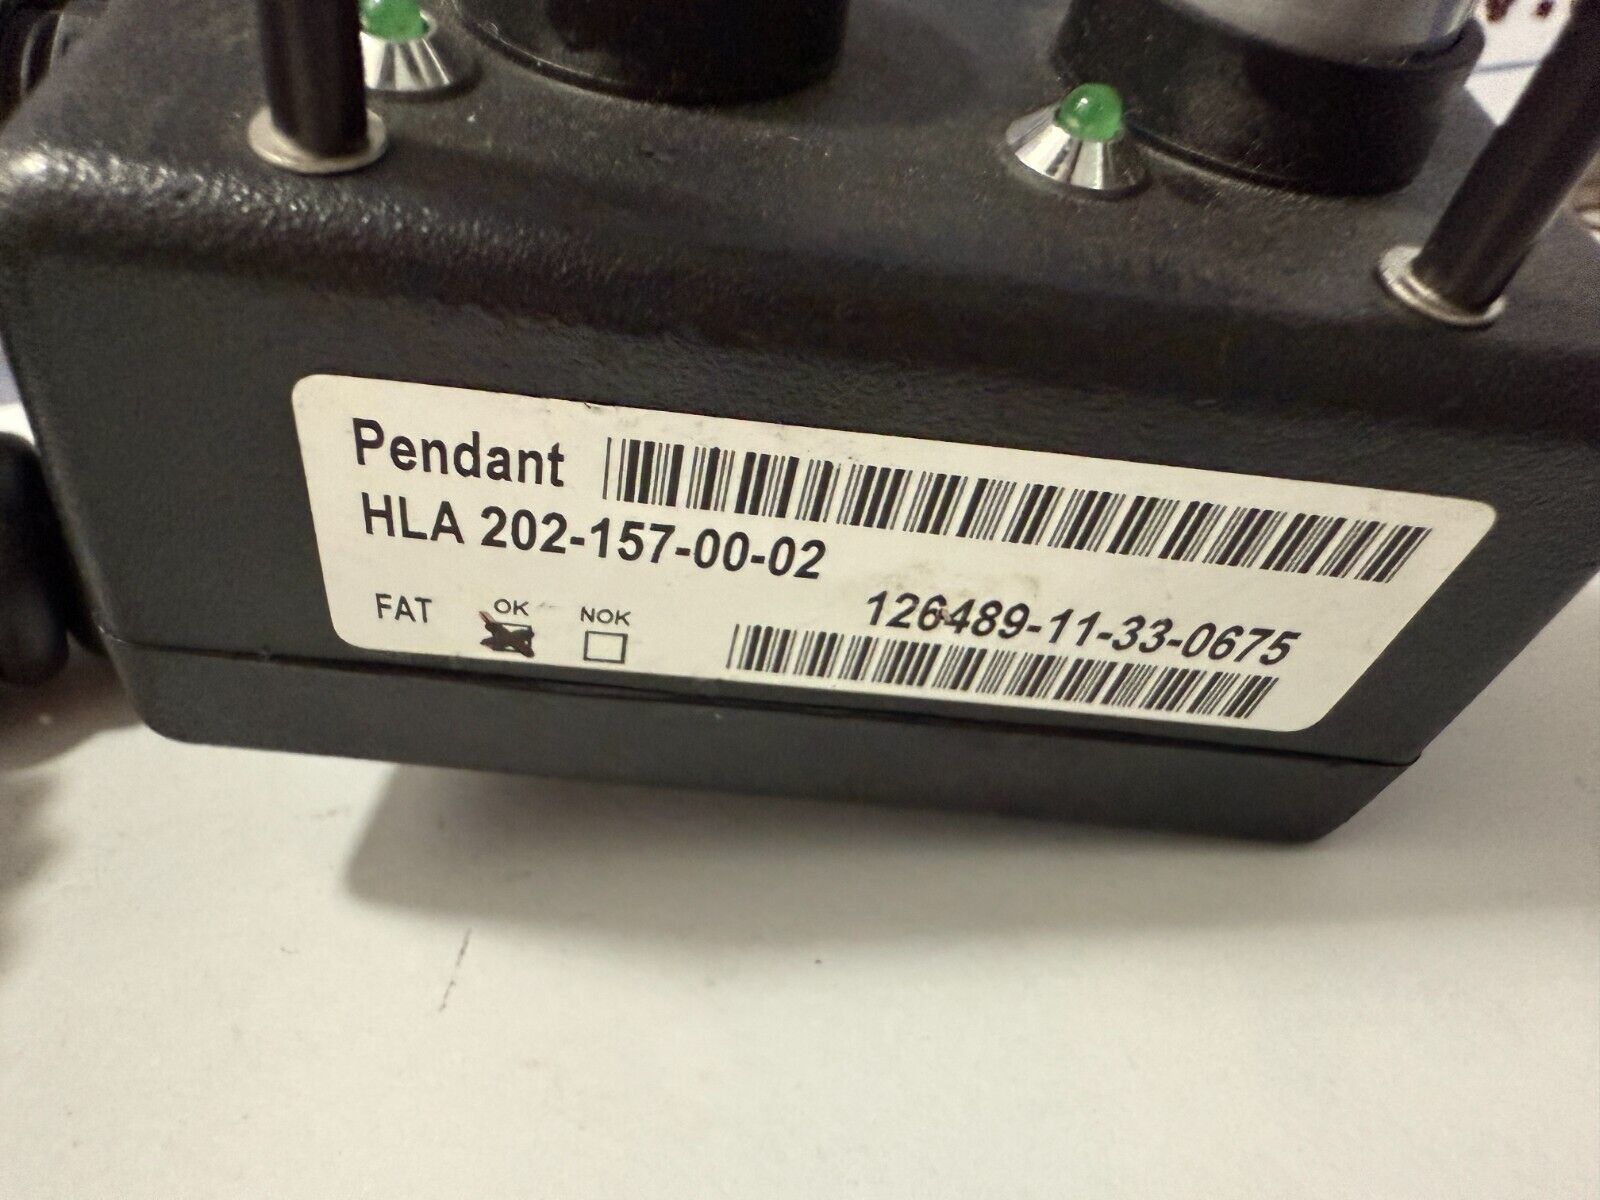 Pendant
HLA 202-157-00-02
FAT OK NOK
126489-11-33-0675